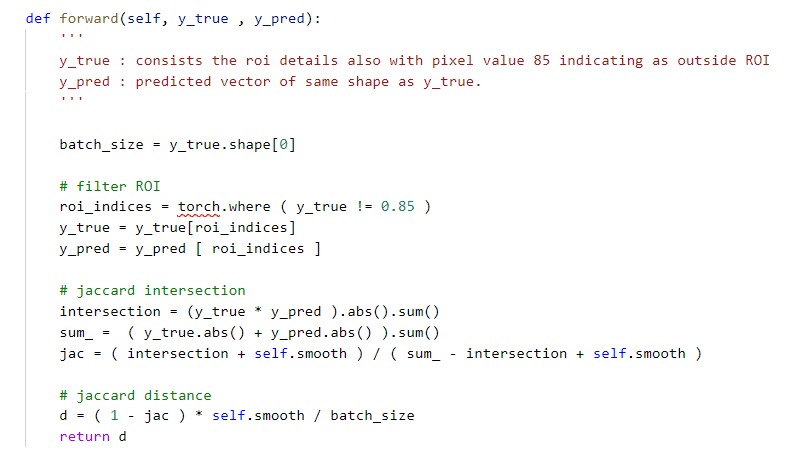 def forward(self, y_true , y_pred):
'''
y_true : consists the roi details also with pixel value 85 indicating as outside ROI
y_pred : predicted vector of same shape as y_true.
'''
batch_size = y_true.shape[0]
# filter ROI
roi_indices = torch.where ( y_true != 0.85 )
y_true = y_true[roi_indices]
y_pred = y_pred [ roi_indices ]
# jaccard intersection
intersection = (y_true * y_pred ).abs().sum()
sum_ =  ( y_true.abs() + y_pred.abs() ).sum()
jac = ( intersection + self.smooth ) / ( sum_ - intersection + self.smooth )
# jaccard distance
d = ( 1 - jac ) * self.smooth / batch_size
return d